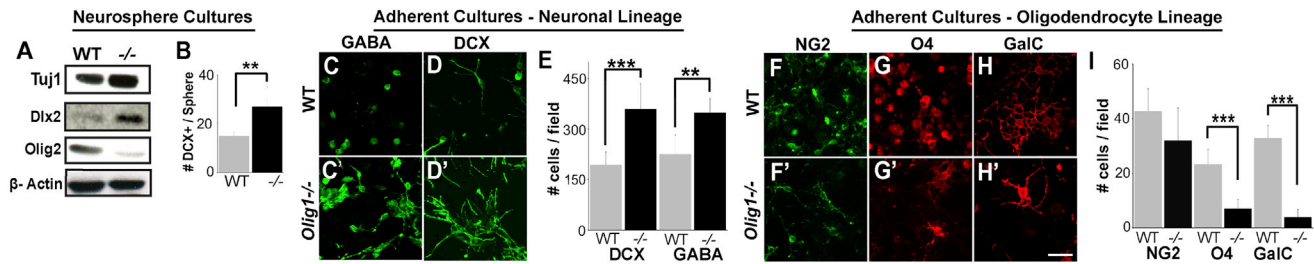 Neurosphere Cultures
A
WT -/-
Tuj1
Dlx2
Olig2
β- Actin
B
# DCX+ / Sphere
40
20
0
**
WT -/-
Adherent Cultures - Neuronal Lineage
GABA DCX
WT
C D
Olig1-/-
C' D'
E
# cells / field
450
300
150
0
*** **
WT -/- WT -/-
DCX GABA
Adherent Cultures - Oligodendrocyte Lineage
NG2 O4 GalC
WT
F G H
Olig1-/-
F' G' H'
I
# cells / field
60
40
20
0
*** ***
WT -/- WT -/- WT -/-
NG2 O4 GalC